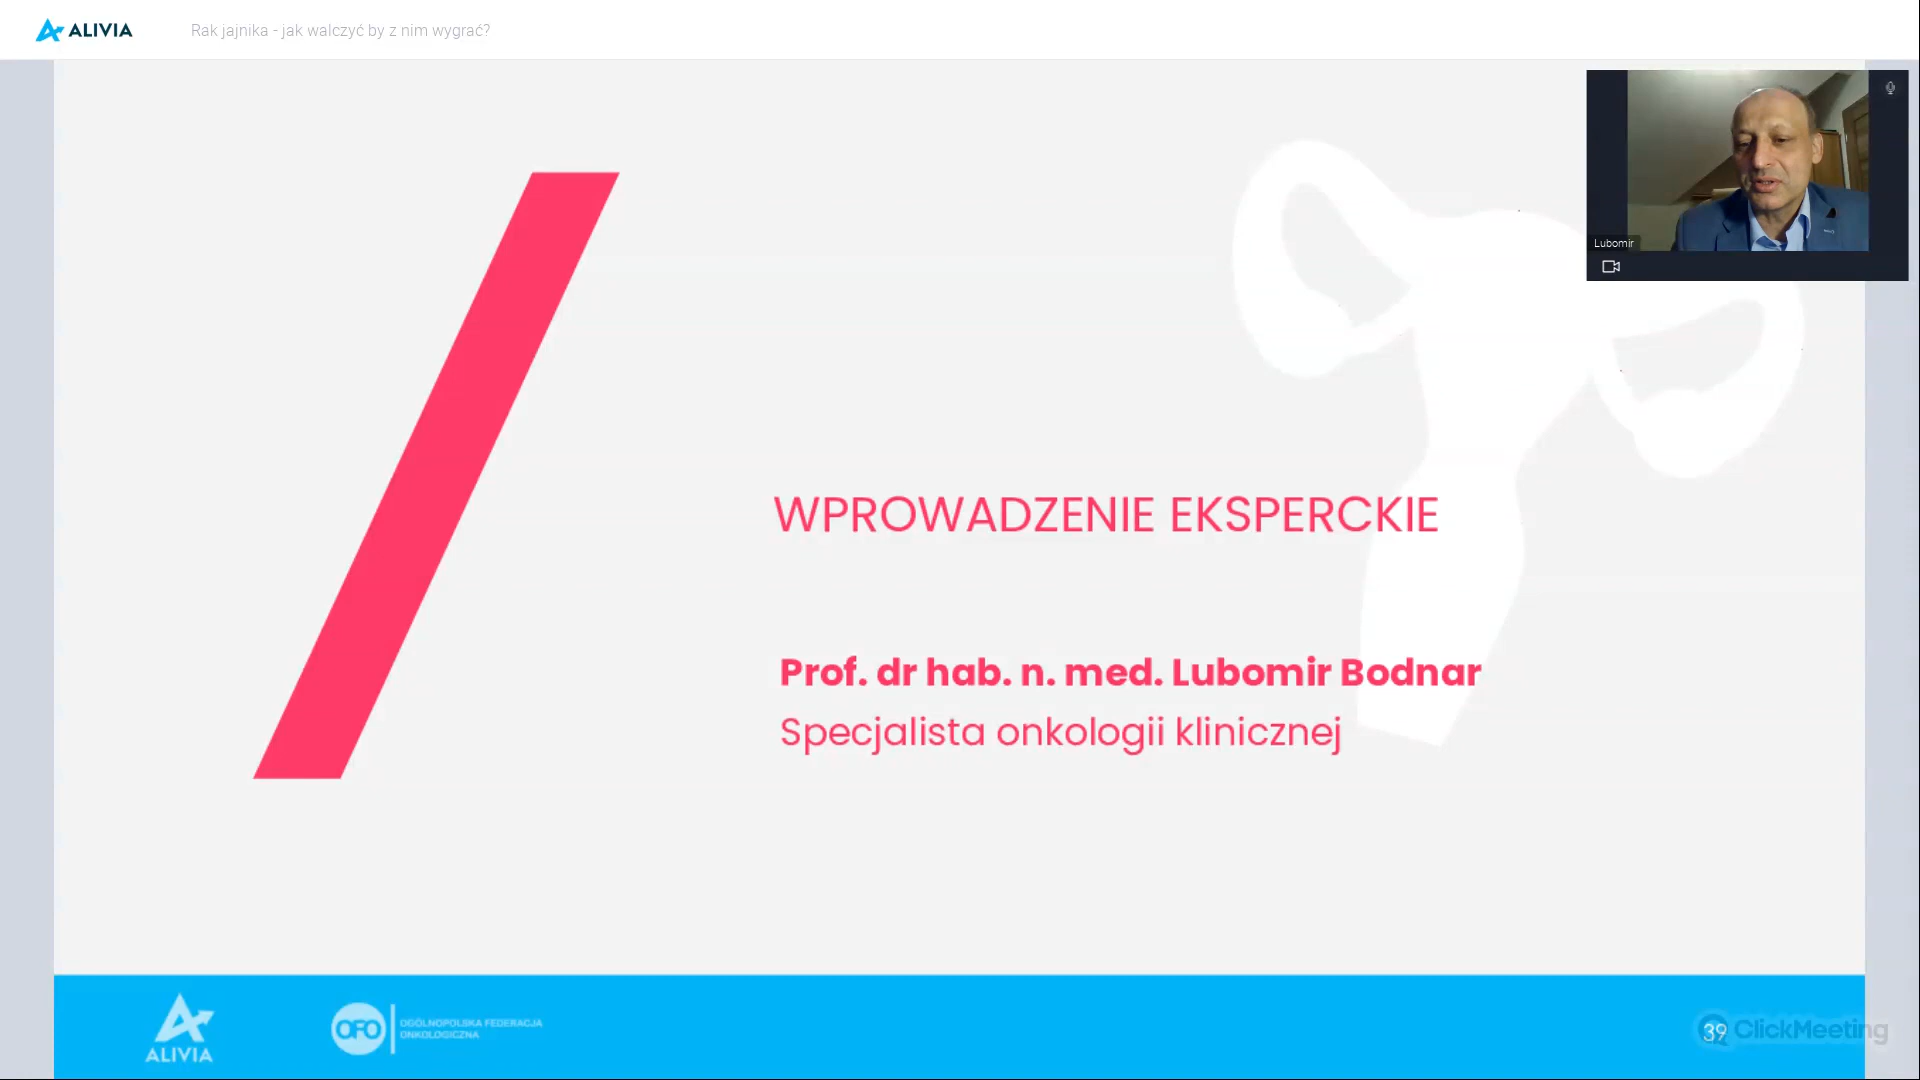 ALIVIA
Rak jajnika - jak walczyć by z nim wygrać?
Lubomir
WPROWADZENIE EKSPERCKIE
Prof. dr hab. n. med. Lubomir Bodnar
Specjalista onkologii klinicznej
ALIVIA
OFO
OGÓLNOPOLSKA FEDERACJA
ONKOLOGICZNA
39
ClickMeeting